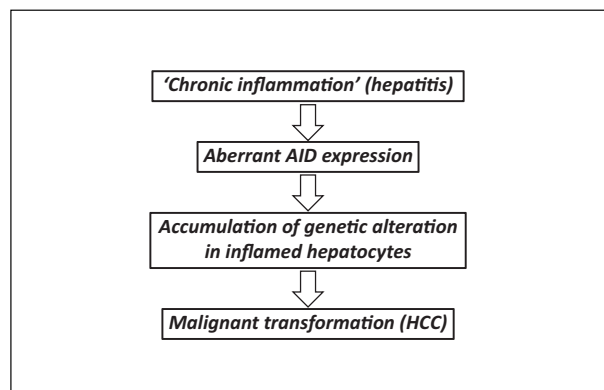 ‘Chronic inflammation’ (hepatitis)
Aberrant AID expression
Accumulation of genetic alteration
in inflamed hepatocytes
Malignant transformation (HCC)